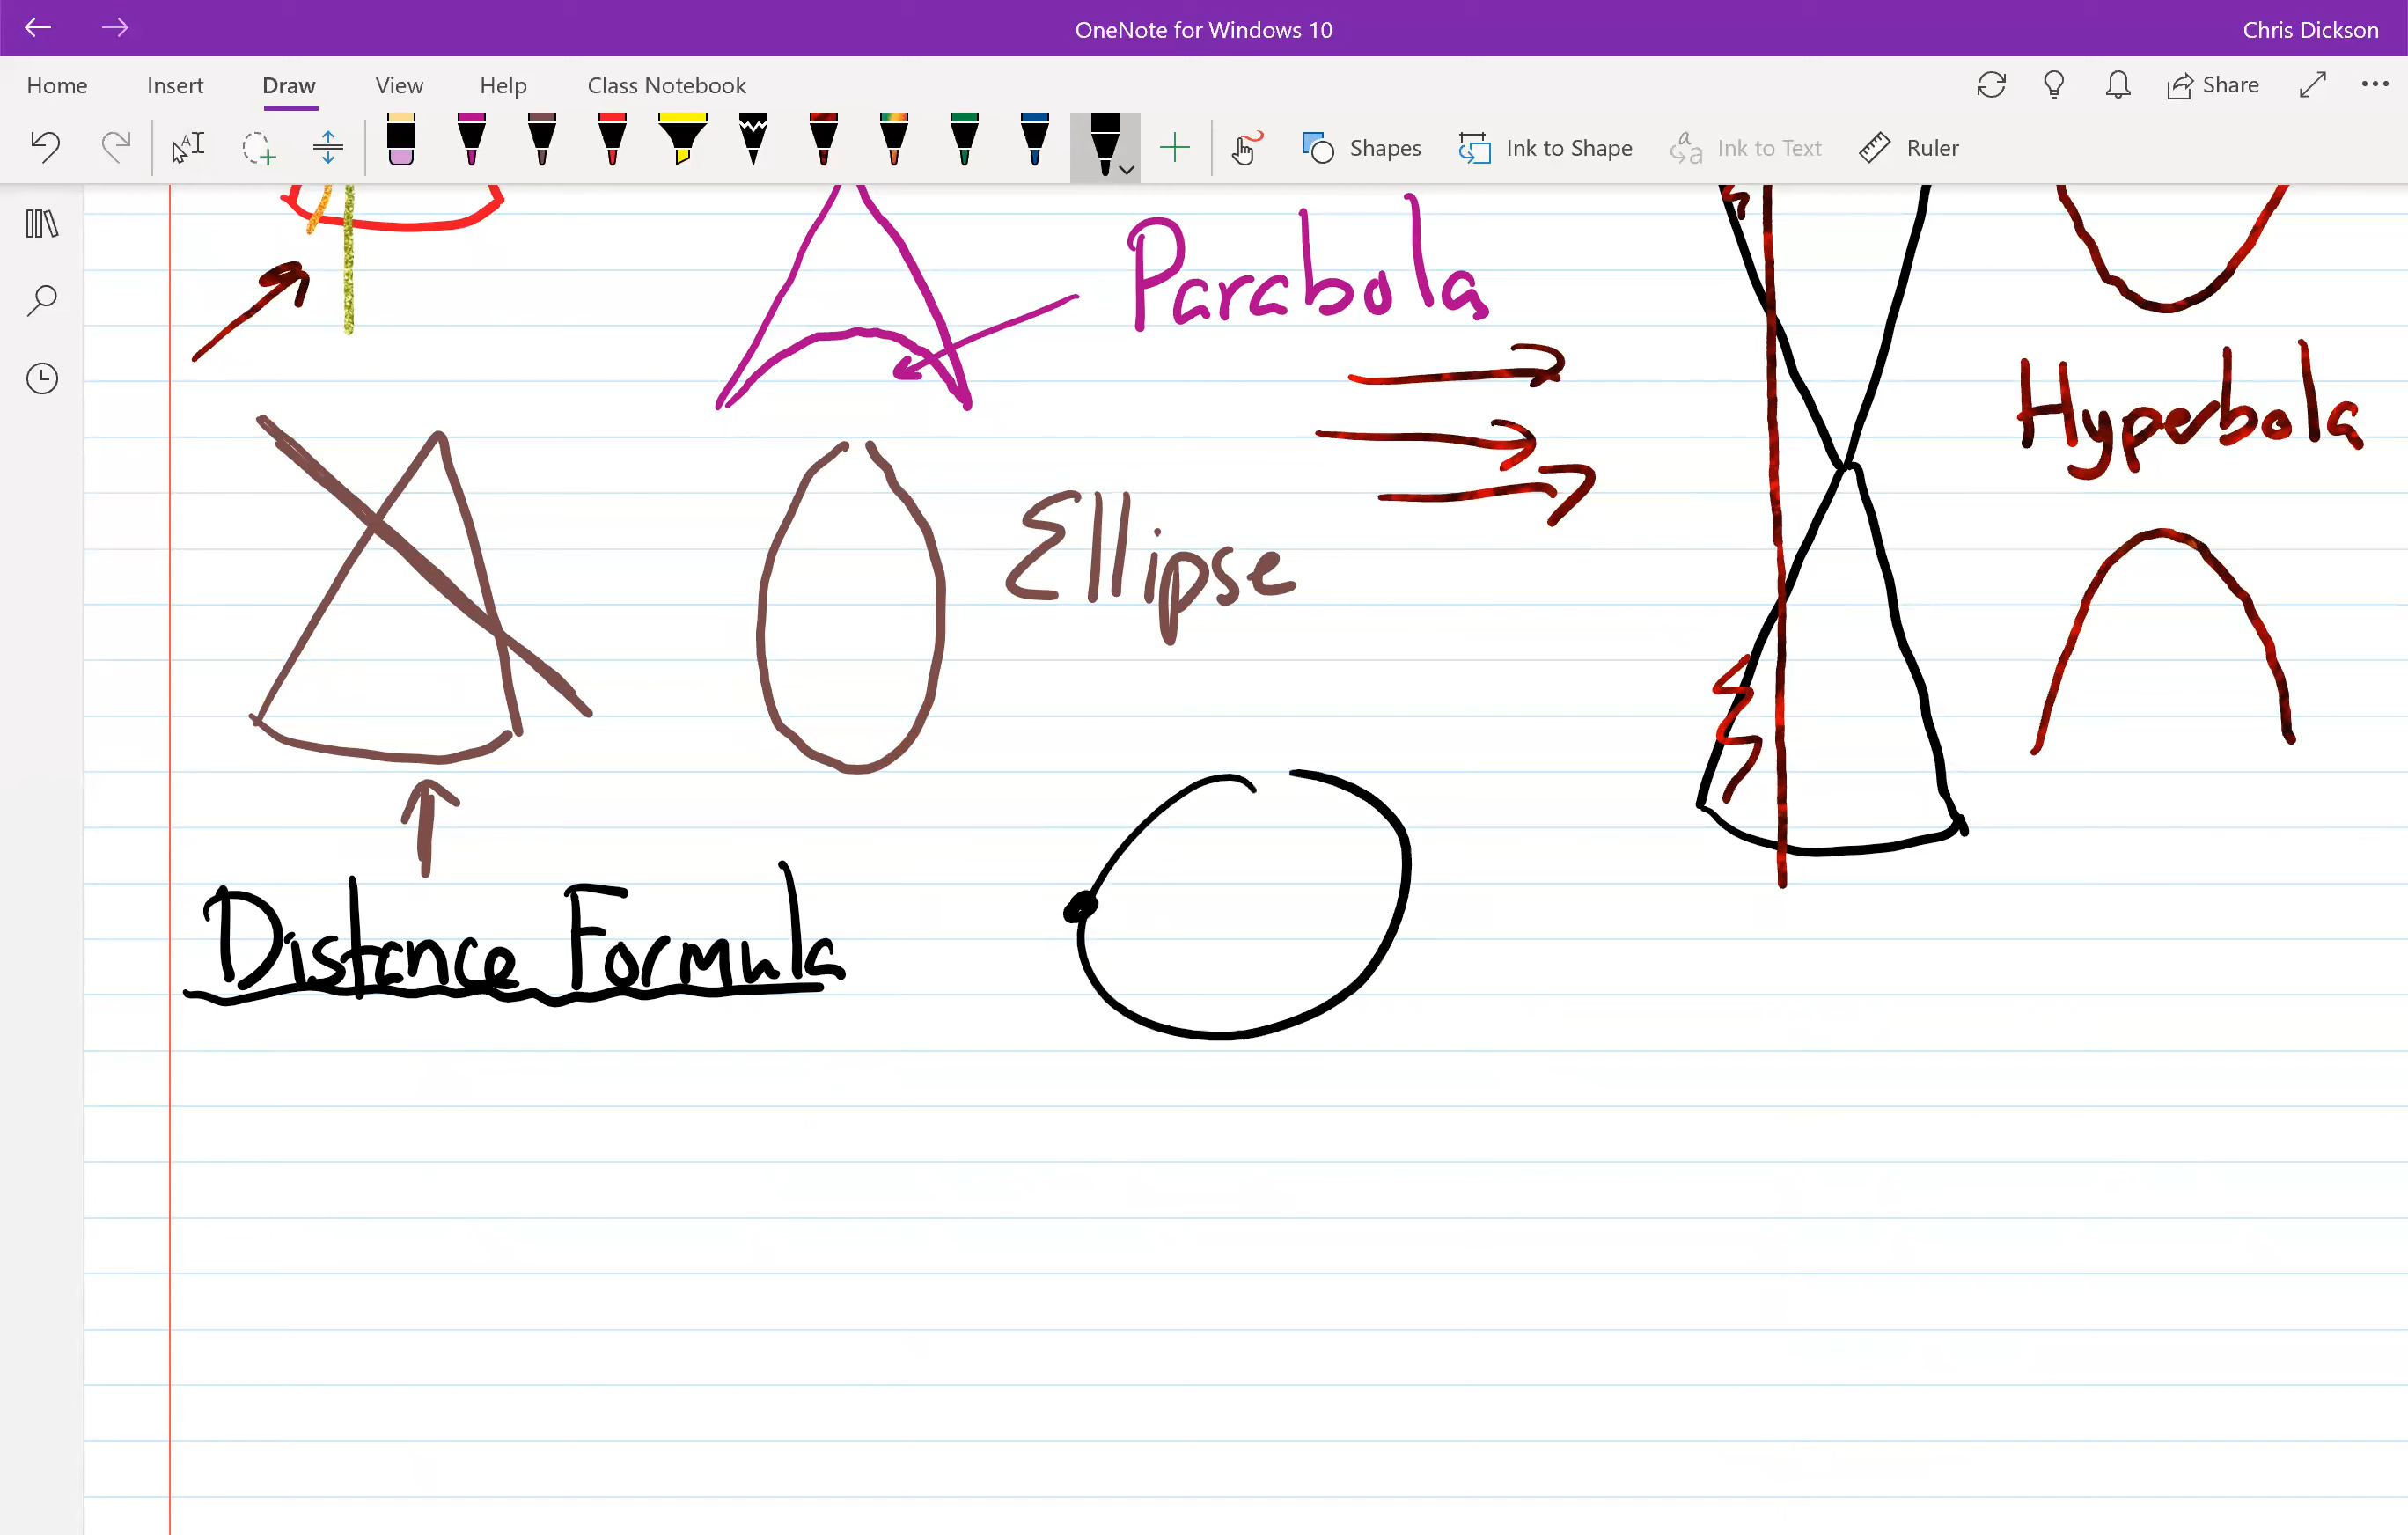 OneNote for Windows 10
Chris Dickson
Home Insert Draw View Help Class Notebook Share
Shapes Ink to Shape Ink to Text Ruler
Parabola
Hyperbola
Ellipse
Distance Formula